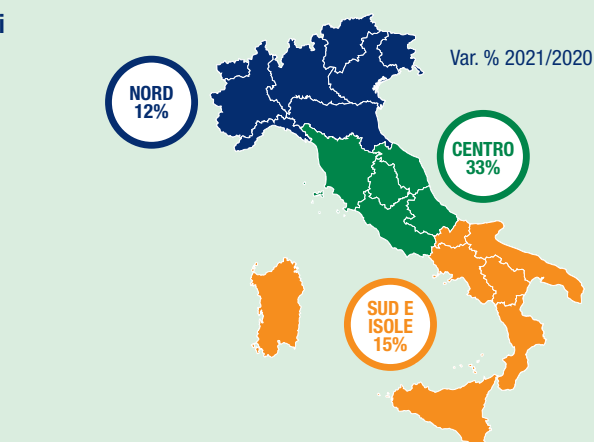 i
Var. % 2021/2020
NORD
12%
CENTRO
33%
SUD E
ISOLE
15%